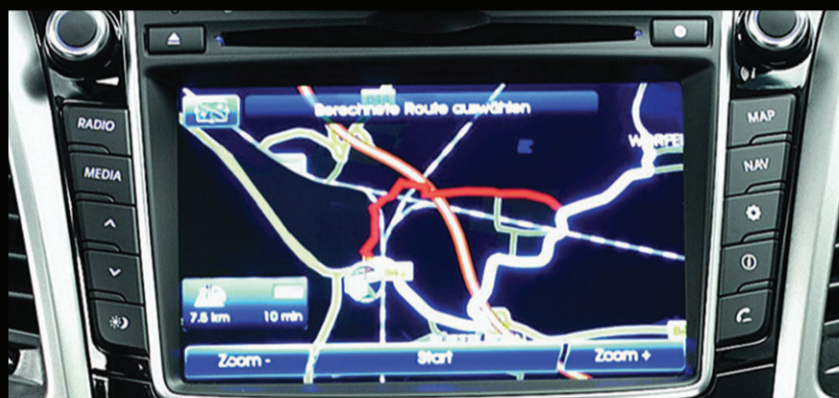 RADIO
MEDIA
MAP
NAV
Berechnete Route auswählen
7.5 km
10 min
Zoom -
Start
Zoom +